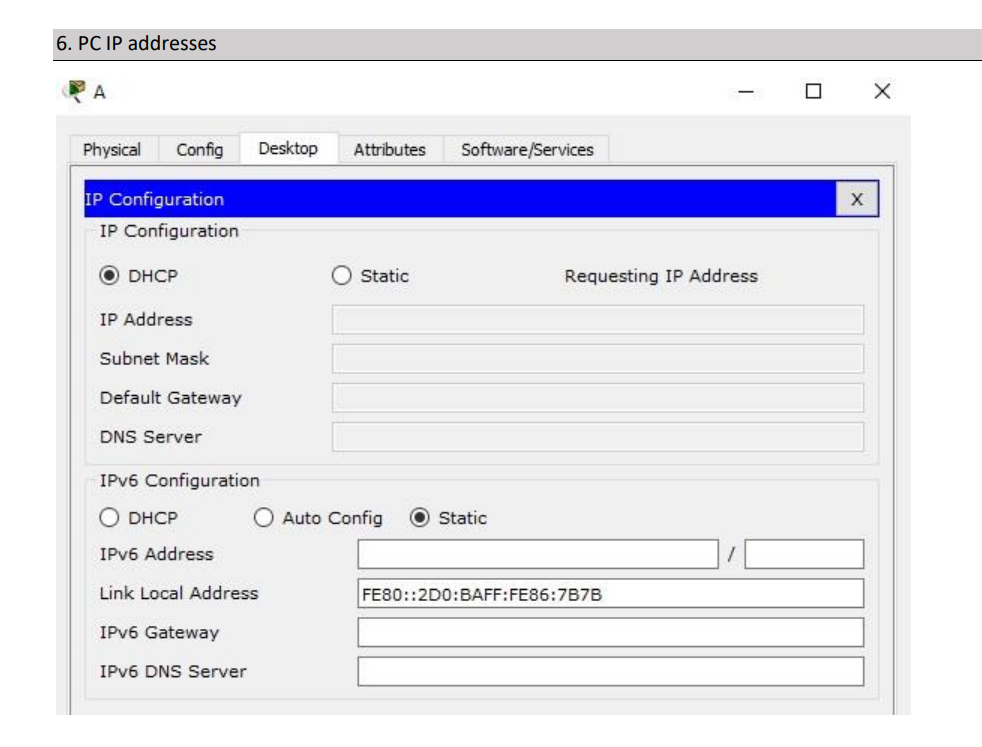 6. PC IP addresses
A
Physical Config Desktop Attributes Software/Services
IP Configuration X
IP Configuration
DHCP Static Requesting IP Address
IP Address
Subnet Mask
Default Gateway
DNS Server
IPv6 Configuration
DHCP Auto Config Static
IPv6 Address /
Link Local Address FE80::2D0:BAFF:FE86:7B7B
IPv6 Gateway
IPv6 DNS Server